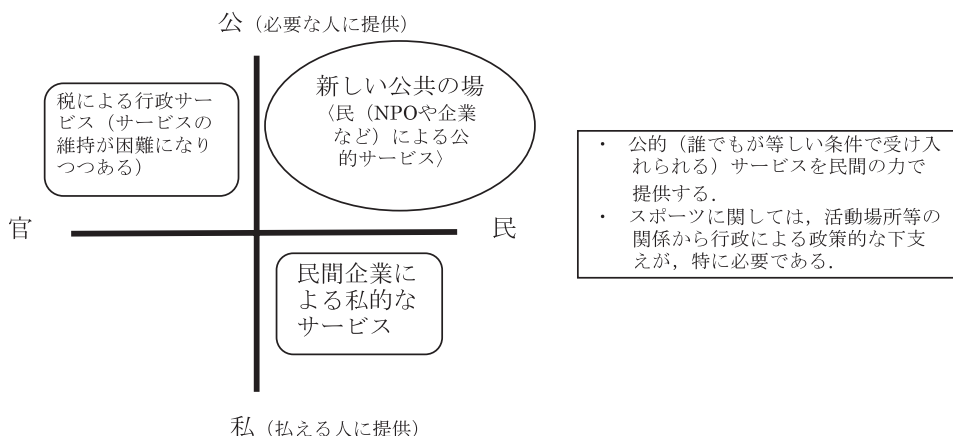 公（必要な人に提供）
税による行政サー
ビス（サービスの
維持が困難になり
つつある）
新しい公共の場
〈民（NPOや企業
など）による公
的サービス〉
・ 公的（誰でもが等しい条件で受け入
れられる）サービスを民間の力で
提供する．
・ スポーツに関しては，活動場所等の
関係から行政による政策的な下支
えが，特に必要である．
官
民
民間企業に
よる私的な
サービス
私（払える人に提供）